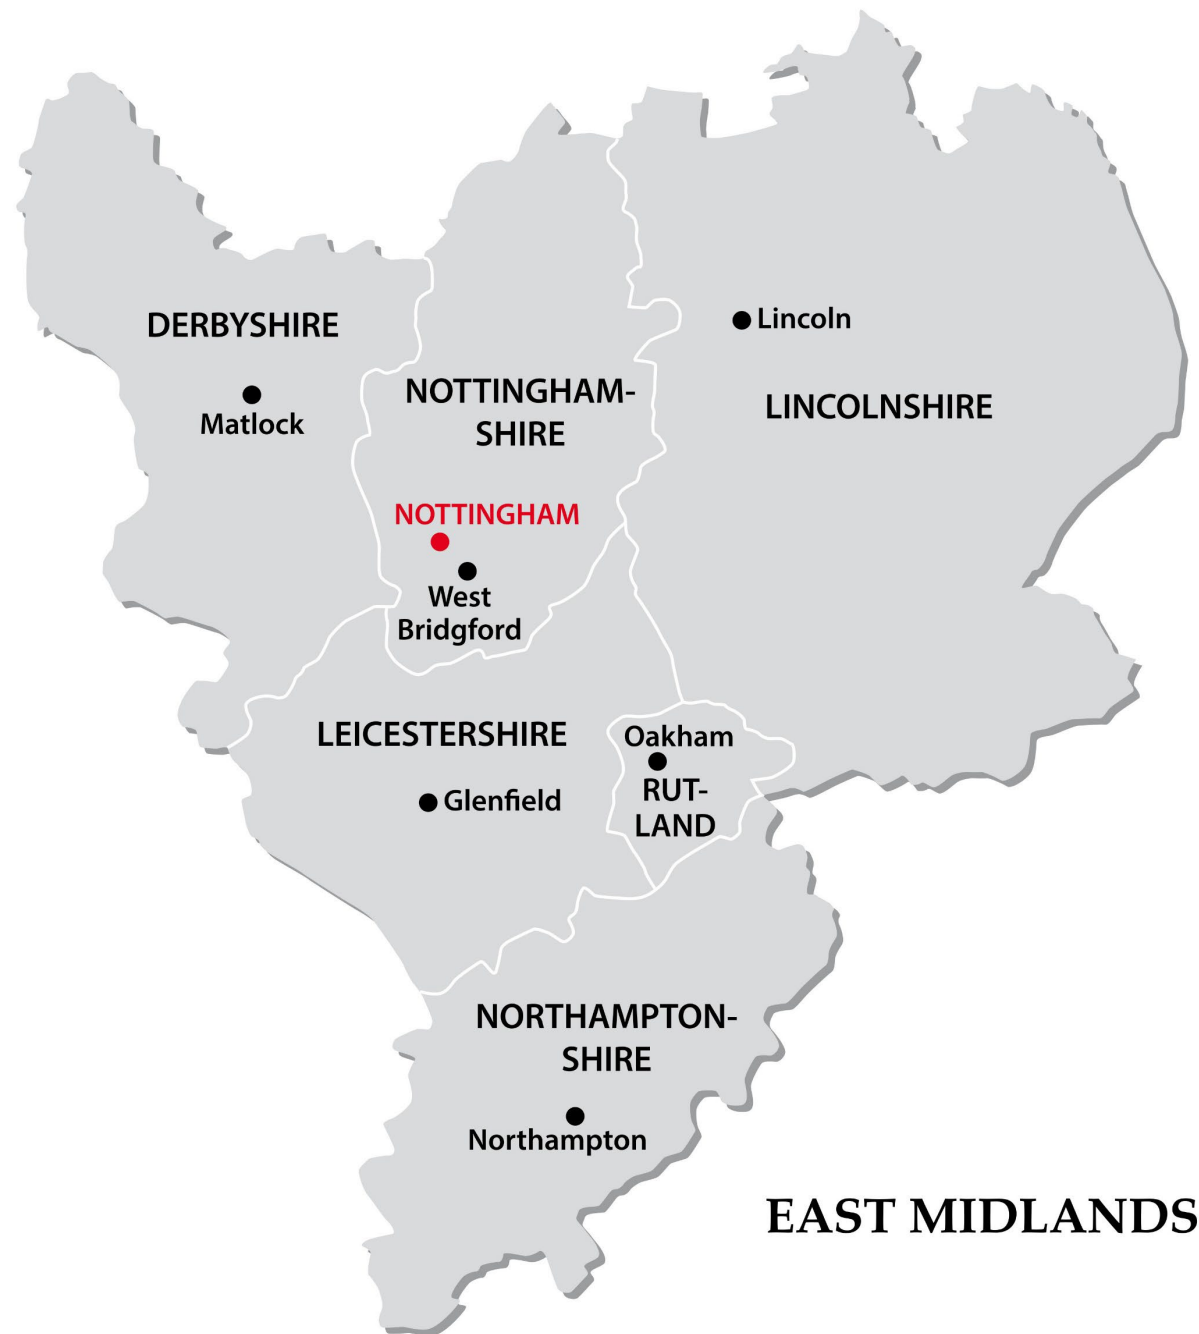 DERBYSHIRE
Matlock
NOTTINGHAM-
SHIRE
NOTTINGHAM
West
Bridgford
Lincoln
LINCOLNSHIRE
LEICESTERSHIRE
Glenfield
Oakham
RUT-
LAND
NORTHAMPTON-
SHIRE
Northampton
EAST MIDLANDS